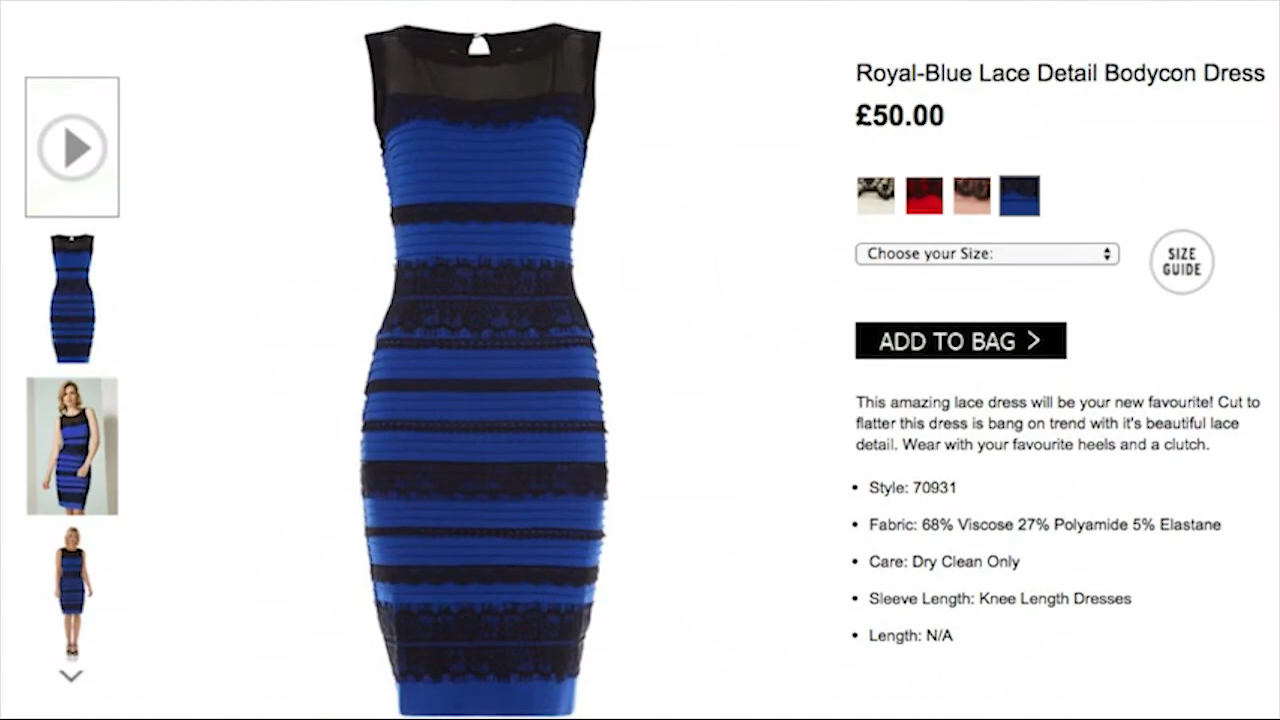 Royal-Blue Lace Detail Bodycon Dress
£50.00
Choose your Size:
SIZE
GUIDE
ADD TO BAG >
This amazing lace dress will be your new favourite! Cut to
flatter this dress is bang on trend with it's beautiful lace
detail. Wear with your favourite heels and a clutch.
• Style: 70931
• Fabric: 68% Viscose 27% Polyamide 5% Elastane
• Care: Dry Clean Only
• Sleeve Length: Knee Length Dresses
• Length: N/A